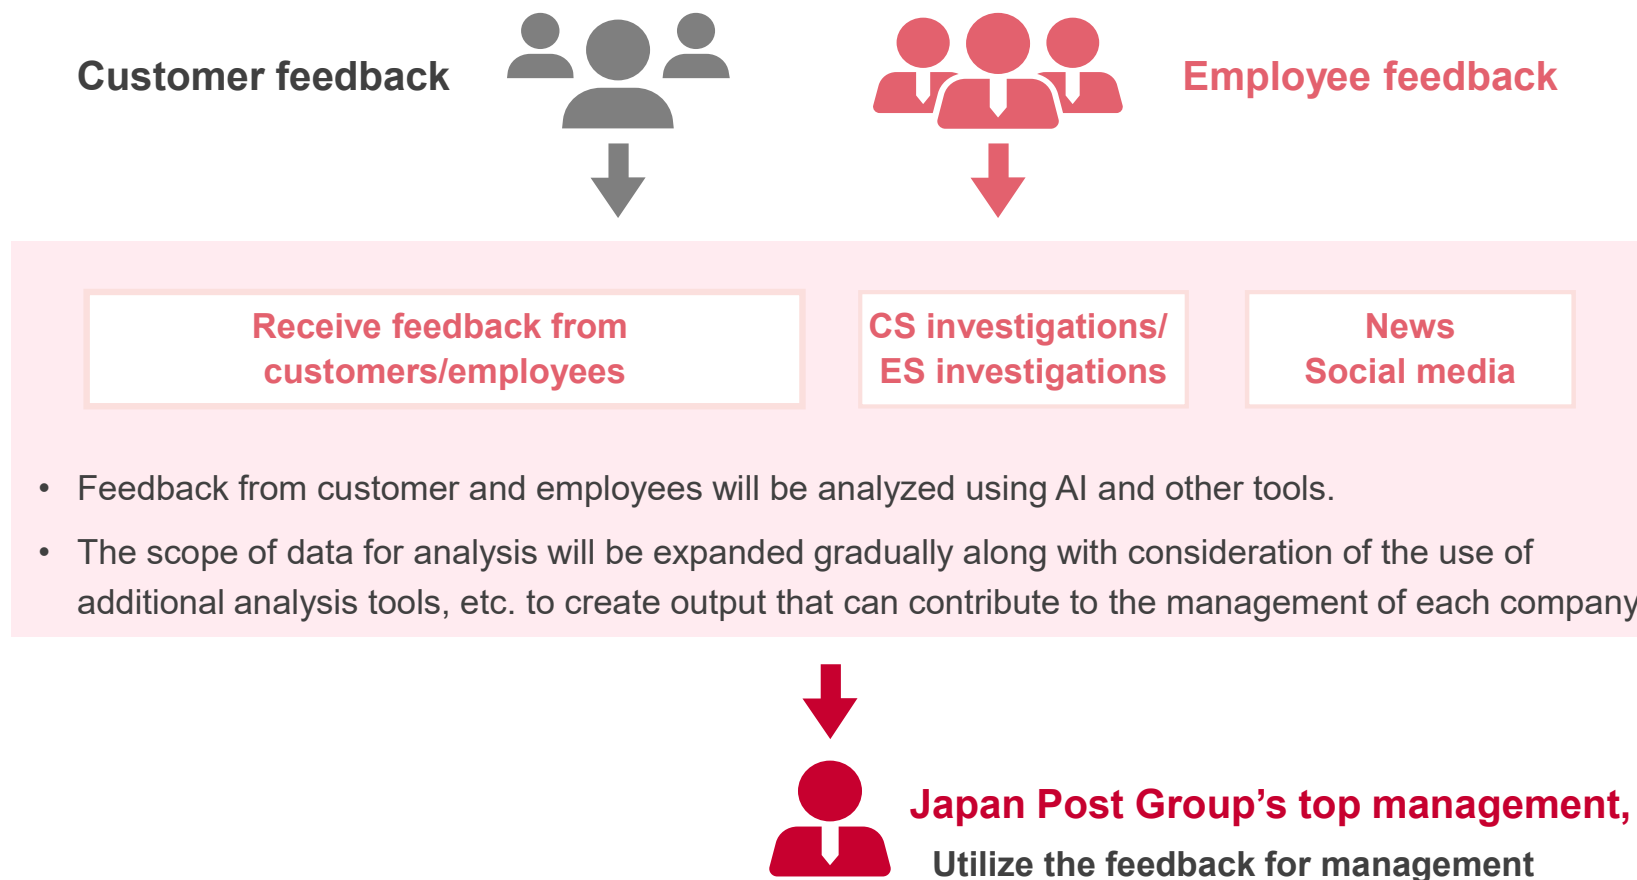 Customer feedback
Employee feedback
Receive feedback from
customers/employees
CS investigations/
ES investigations
News
Social media
• Feedback from customer and employees will be analyzed using AI and other tools.
• The scope of data for analysis will be expanded gradually along with consideration of the use of
additional analysis tools, etc. to create output that can contribute to the management of each company
Japan Post Group’s top management,
Utilize the feedback for management